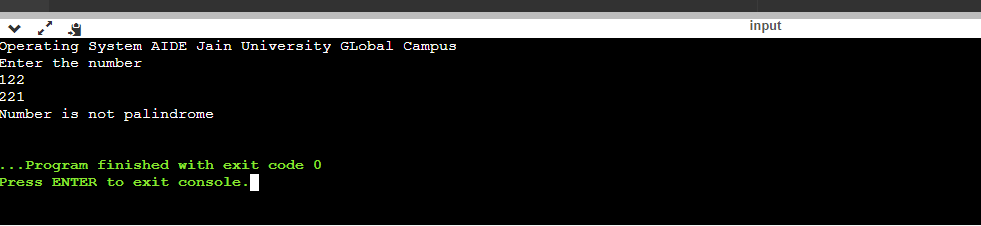 input
Operating System AIDE Jain University GLobal Campus
Enter the number
122
221
Number is not palindrome
...Program finished with exit code 0
Press ENTER to exit console.